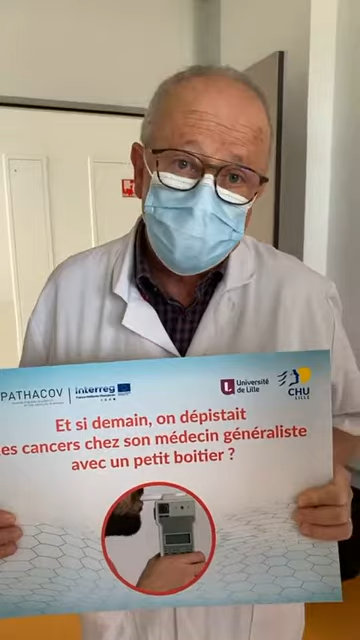 PATHACOV
Interreg
Université
de Lille
CHU
LILLE
Et si demain, on dépistait
es cancers chez son médecin généraliste
avec un petit boitier ?